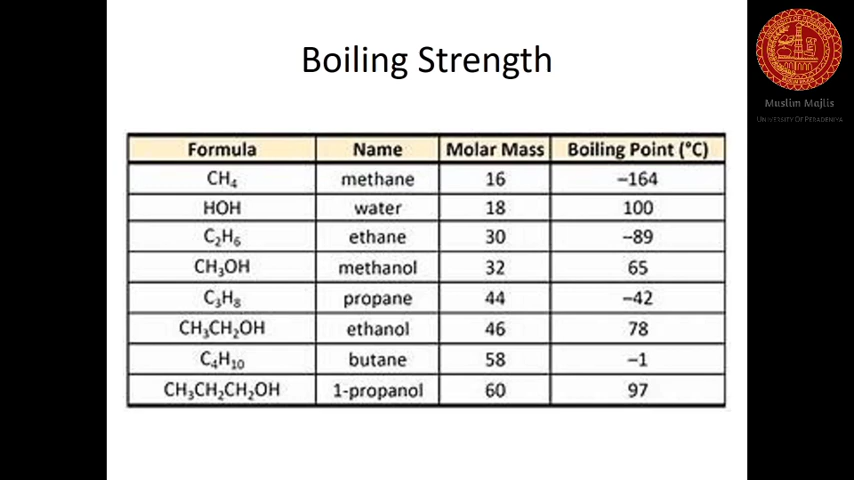 Boiling Strength
Muslim Majlis
UNIVERSITY OF PERADENIYA
Formula Name Molar Mass Boiling Point (°C)
CH₄ methane 16 –164
HOH water 18 100
C₂H₆ ethane 30 –89
CH₃OH methanol 32 65
C₃H₈ propane 44 –42
CH₃CH₂OH ethanol 46 78
C₄H₁₀ butane 58 –1
CH₃CH₂CH₂OH 1-propanol 60 97